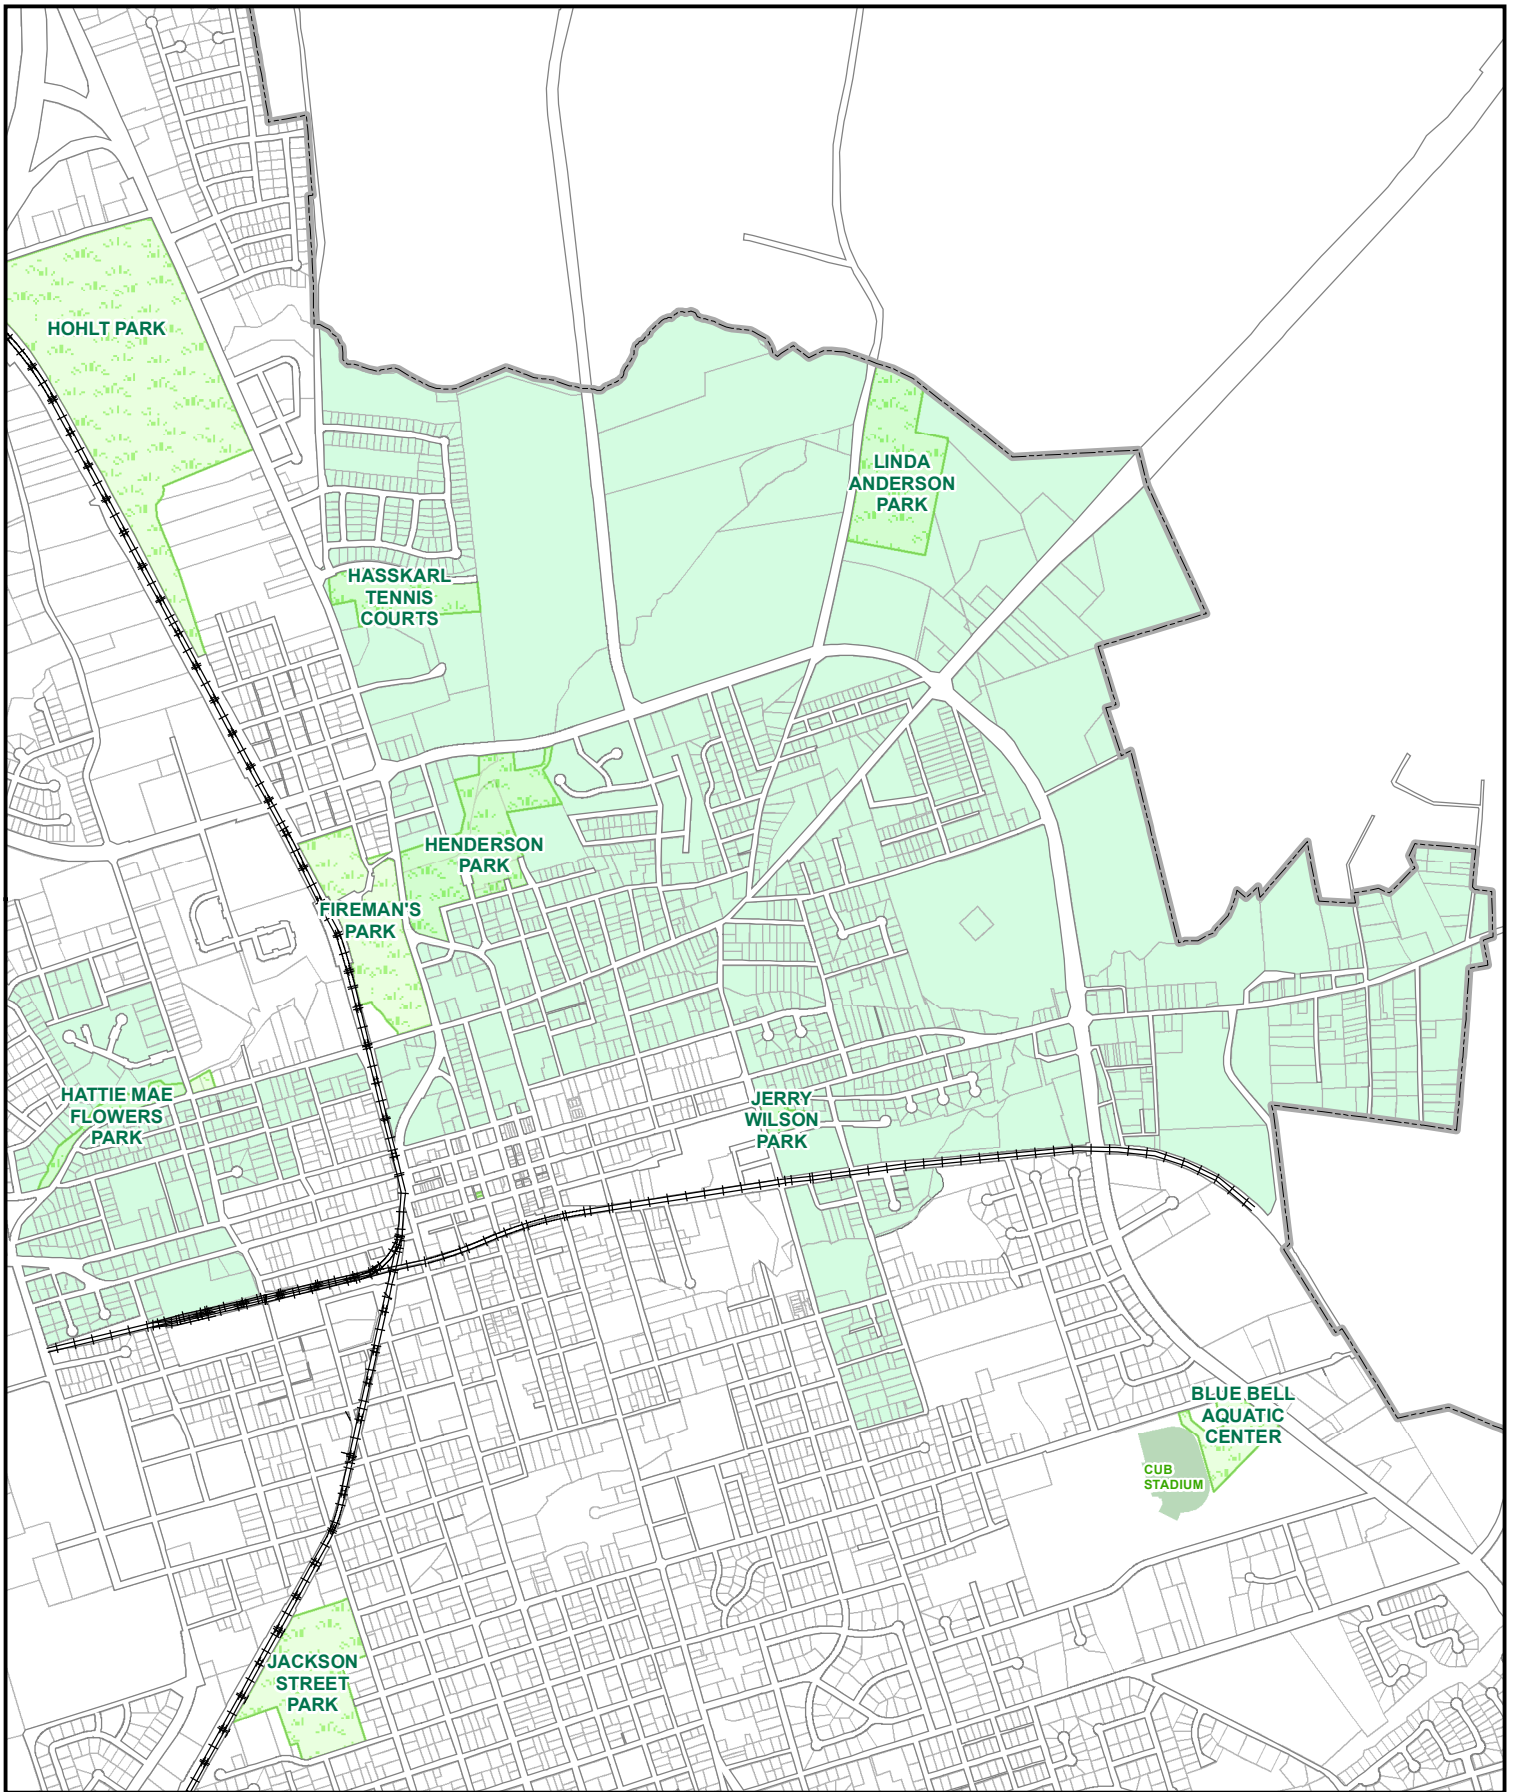 HOHLT PARK
LINDA
ANDERSON
PARK
HASSKARL
TENNIS
COURTS
HENDERSON
PARK
FIREMAN'S
PARK
HATTIE MAE
FLOWERS
PARK
JERRY
WILSON
PARK
BLUE BELL
AQUATIC
CENTER
CUB
STADIUM
JACKSON
STREET
PARK